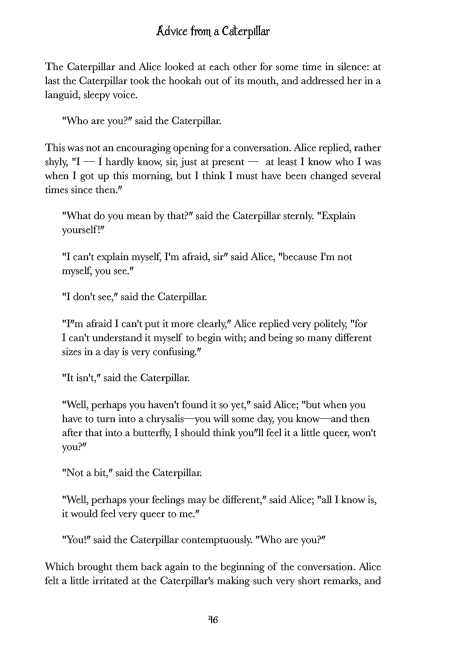 Advice from a Caterpillar
The Caterpillar and Alice looked at each other for some time in silence: at
last the Caterpillar took the hookah out of its mouth, and addressed her in a
languid, sleepy voice.
"Who are you?" said the Caterpillar.
This was not an encouraging opening for a conversation. Alice replied, rather
shyly, "I — I hardly know, sir, just at present — at least I know who I was
when I got up this morning, but I think I must have been changed several
times since then."
"What do you mean by that?" said the Caterpillar sternly. "Explain
yourself!"
"I can't explain myself, I'm afraid, sir" said Alice, "because I'm not
myself, you see."
"I don't see," said the Caterpillar.
"I"m afraid I can't put it more clearly," Alice replied very politely, "for
I can't understand it myself to begin with; and being so many different
sizes in a day is very confusing."
"It isn't," said the Caterpillar.
"Well, perhaps you haven't found it so yet," said Alice; "but when you
have to turn into a chrysalis—you will some day, you know—and then
after that into a butterfly, I should think you"ll feel it a little queer, won't
you?"
"Not a bit," said the Caterpillar.
"Well, perhaps your feelings may be different," said Alice; "all I know is,
it would feel very queer to me."
"You!" said the Caterpillar contemptuously. "Who are you?"
Which brought them back again to the beginning of the conversation. Alice
felt a little irritated at the Caterpillar's making such very short remarks, and
46